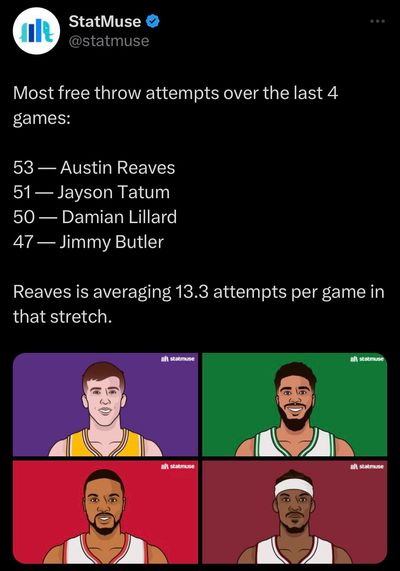 StatMuse
@statmuse
Most free throw attempts over the last 4
games:
53 — Austin Reaves
51 — Jayson Tatum
50 — Damian Lillard
47 — Jimmy Butler
Reaves is averaging 13.3 attempts per game in
that stretch.
statmuse
statmuse
statmuse
statmuse